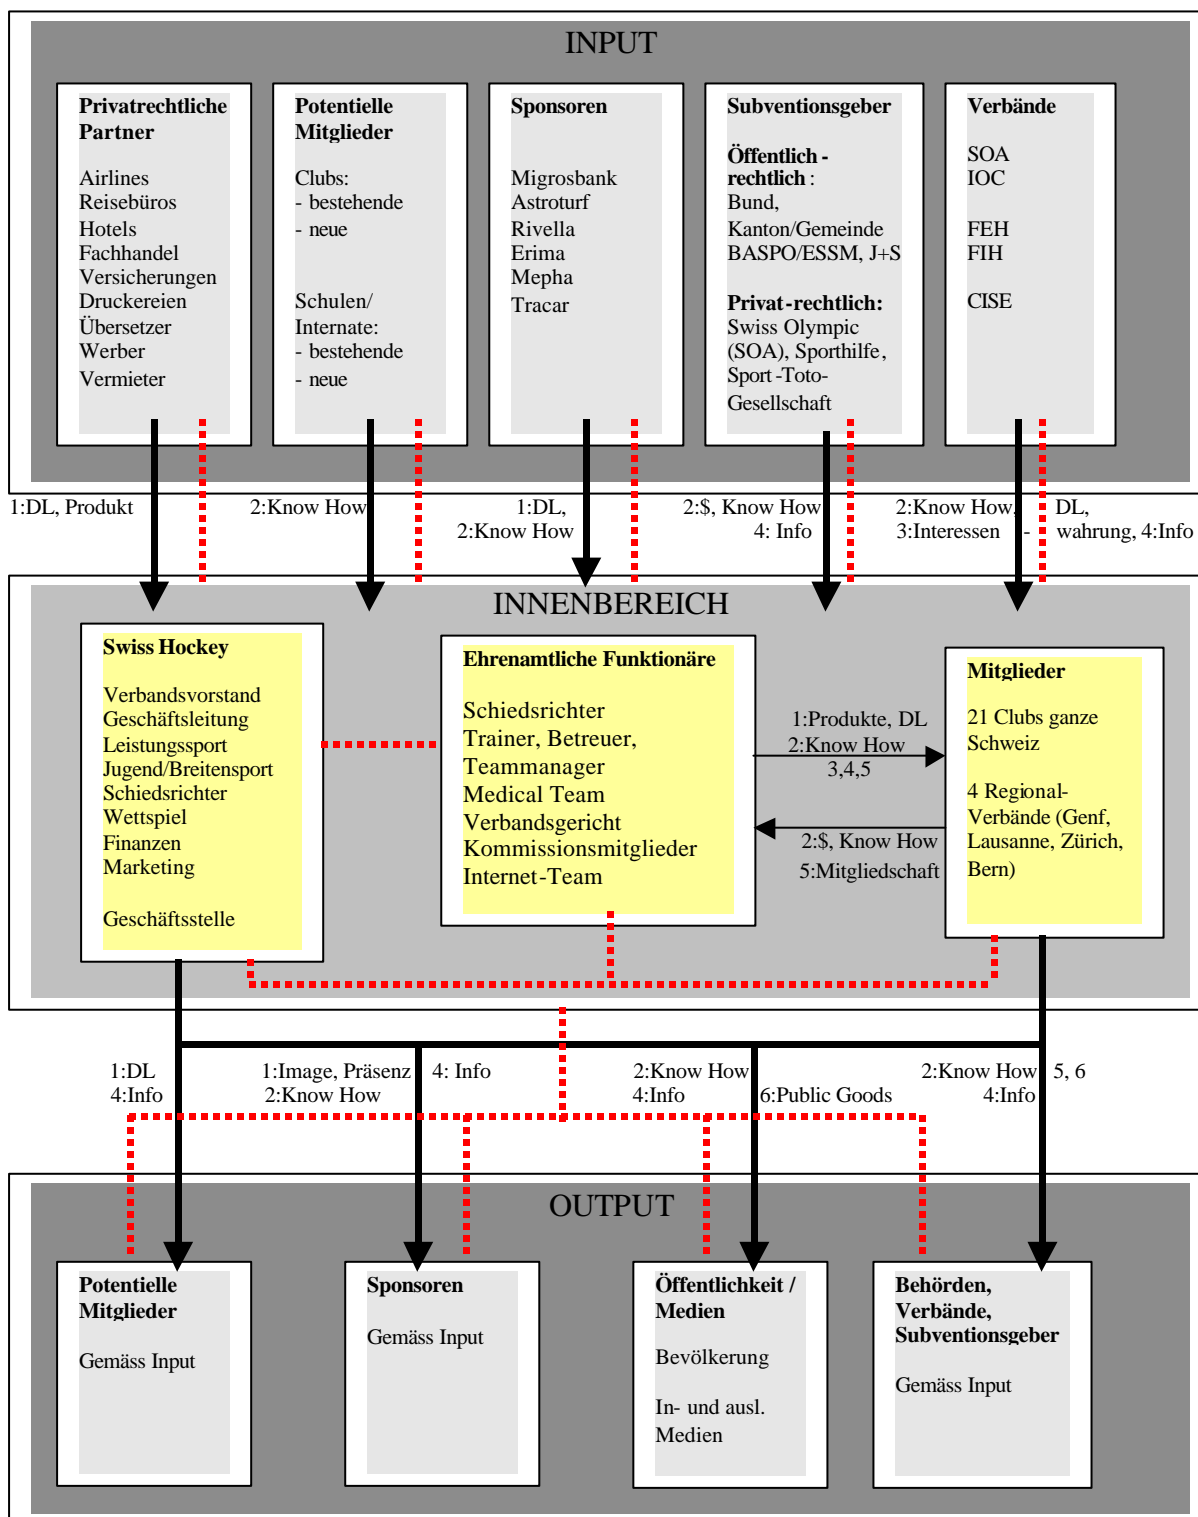 INPUT
Privatrechtliche
Partner
Airlines
Reisebüros
Hotels
Fachhandel
Versicherungen
Druckereien
Übersetzer
Werber
Vermieter
Potentielle
Mitglieder
Clubs:
- bestehende
- neue
Schulen/
Internate:
- bestehende
- neue
Sponsoren
Migrosbank
Astroturf
Rivella
Erima
Mepha
Tracar
Subventionsgeber
Öffentlich -
rechtlich :
Bund,
Kanton/Gemeinde
BASPO/ESSM, J+S
Privat-rechtlich:
Swiss Olympic
(SOA), Sporthilfe,
Sport -Toto-
Gesellschaft
Verbände
SOA
IOC
FEH
FIH
CISE
1:DL, Produkt
2:Know How
1:DL,
2:Know How
2:$, Know How
4: Info
2:Know How, DL,
3:Interessen - wahrung, 4:Info
INNENBEREICH
Swiss Hockey
Verbandsvorstand
Geschäftsleitung
Leistungssport
Jugend/Breitensport
Schiedsrichter
Wettspiel
Finanzen
Marketing
Geschäftsstelle
Ehrenamtliche Funktionäre
Schiedsrichter
Trainer, Betreuer,
Teammanager
Medical Team
Verbandsgericht
Kommissionsmitglieder
Internet-Team
1:Produkte, DL
2:Know How
3,4,5
2:$, Know How
5:Mitgliedschaft
Mitglieder
21 Clubs ganze
Schweiz
4 Regional-
Verbände (Genf,
Lausanne, Zürich,
Bern)
1:DL
4:Info
1:Image, Präsenz 4: Info
2:Know How
2:Know How
4:Info 6:Public Goods
2:Know How 5, 6
4:Info
OUTPUT
Potentielle
Mitglieder
Gemäss Input
Sponsoren
Gemäss Input
Öffentlichkeit /
Medien
Bevölkerung
In- und ausl.
Medien
Behörden,
Verbände,
Subventionsgeber
Gemäss Input